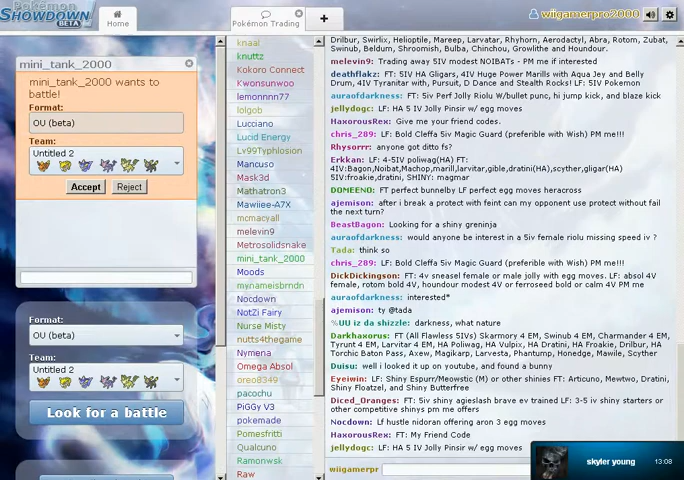 Pokémon
SHOWDOWN
BETA
Home
Pokémon Trading
wiigamerpro2000
mini_tank_2000
mini_tank_2000 wants to
battle!
Format:
OU (beta)
Team:
Untitled 2
Accept
Reject
Format:
OU (beta)
Team:
Untitled 2
Look for a battle
knaal
knuttz
Kokoro Connect
Kwonsunwoo
lemonnnn77
lolgob
Lucciano
Lucid Energy
Lv99Typhlosion
Mancuso
Mask3d
Mathatron3
Mawiiee-A7X
mcmacyall
melevin9
Metrosolidsnake
mini_tank_2000
Moods
mynameisbrndn
Nocdown
NotZi Fairy
Nurse Misty
nutts4thegame
Nymena
Omega Absol
oreo8349
pacochu
PiGGy V3
pokemade
Pomesfritti
Qualcuno
Ramonwsk
Raw
Drilbur, Swirlix, Helioptile, Mareep, Larvatar, Rhyhorn, Aerodactyl, Abra, Rotom, Zubat,
Swinub, Beldum, Shroomish, Bulba, Chinchou, Growlithe and Houndour.
melevin9: Trading away 5IV modest NOIBATs - PM me if interested
deathflakz: FT: 5IV HA Gligars, 4IV Huge Power Marills with Aqua Jey and Belly
Drum, 4IV Tyranitar with, Pursuit, D Dance and Stealth Rocks! LF: 5IV Pokemon
auraofdarkness: FT: 5iv Perf Jolly Riolu W/bullet punc, hi jump kick, and blaze kick
jellydogc: LF: HA 5 IV Jolly Pinsir w/ egg moves
HaxorousRex: Give me your friend codes.
chris_289: LF: Bold Cleffa 5iv Magic Guard (preferible with Wish) PM me!!!
Rhysorrr: anyone got ditto fs?
Erkkan: LF: 4-5IV poliwag(HA) FT:
4IV:Bagon,Noibat,Machop,marill,larvitar,gible,dratini(HA),scyther,gligar(HA)
5IV:froakie,dratini, SHINY: magmar
DOMEENO: FT perfect bunnelby LF perfect egg moves heracross
ajemison: after i break a protect with feint can my opponent use protect without fail
the next turn?
BeastBagon: Looking for a shiny greninja
auraofdarkness: would anyone be interest in a 5iv female riolu missing speed iv ?
Tada: think so
chris_289: LF: Bold Cleffa 5iv Magic Guard (preferible with Wish) PM me!!!
DickDickingson: FT: 4v sneasel female or male jolly with egg moves. LF: absol 4V
female, rotom bold 4V, houndour modest 4V or ferroseed bold or calm 4V PM me
auraofdarkness: interested*
ajemison: ty @tada
%UU iz da shizzle: darkness, what nature
Darkhaxorus: FT (All Flawless 5IVs) Skarmory 4 EM, Swinub 4 EM, Charmander 4 EM,
Tyrunt 4 EM, Larvitar 4 EM, HA Poliwag, HA Vulpix, HA Dratini, HA Froakie, Drilbur, HA
Torchic Baton Pass, Axew, Magikarp, Larvesta, Phantump, Honedge, Mawile, Scyther
Duisu: well i looked it up on youtube, and found a bunny
Eyeiwin: LF: Shiny Espurr/Meowstic (M) or other shinies FT: Articuno, Mewtwo, Dratini,
Shiny Floatzel, and Shiny Butterfree
Diced_Oranges: FT: 5iv shiny agieslash brave ev trained LF: 3-5 iv shiny starters or
other competitive shinys pm me offers
Nocdown: Lf hustle nidoran offering aron 3 egg moves
HaxorousRex: FT: My Friend Code
jellydogc: LF: HA 5 IV Jolly Pinsir w/ egg moves
wiigamerpr
skyler young
13:08